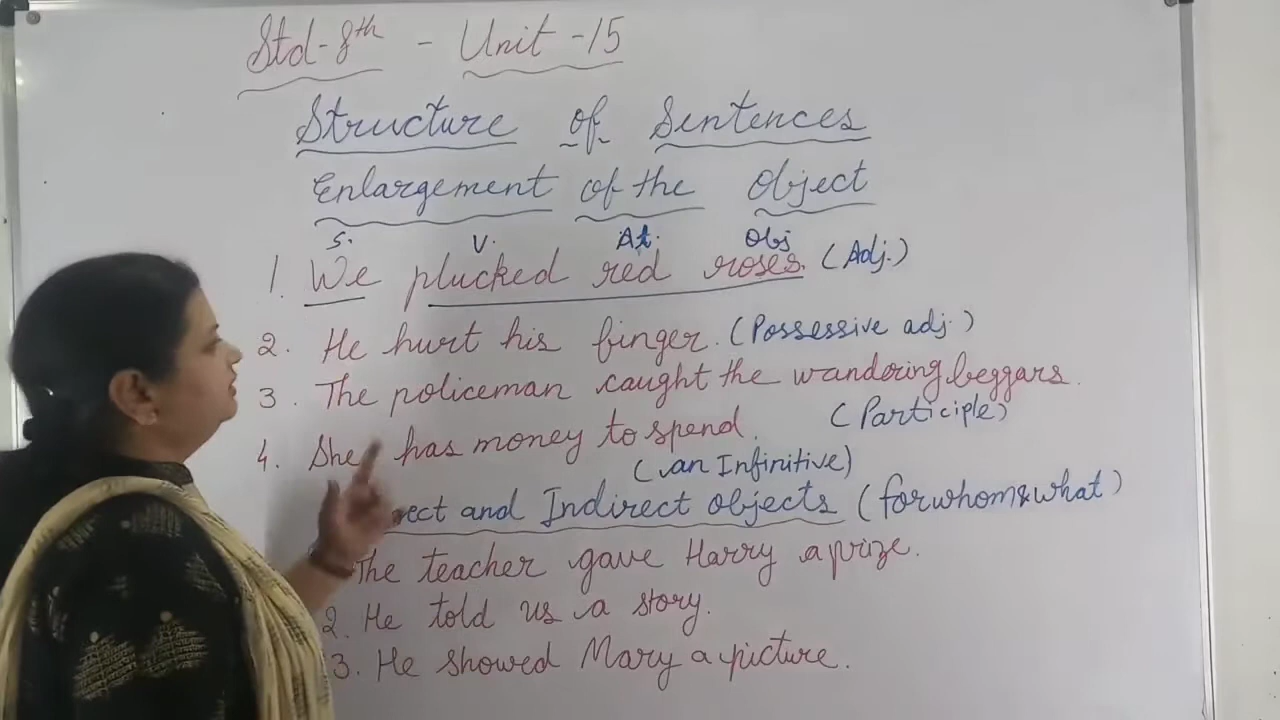 Std-8th - Unit-15
Structure of Sentences
Enlargement of the Object
S. V. At. Obj
1. We plucked red roses. (Adj.)
2. He hurt his finger. (Possessive adj.)
3. The policeman caught the wandering beggars.
(Participle)
4. She has money to spend.
(an Infinitive)
rect and Indirect objects (for whom & what)
The teacher gave Harry a prize.
2. He told us a story.
3. He showed Mary a picture.